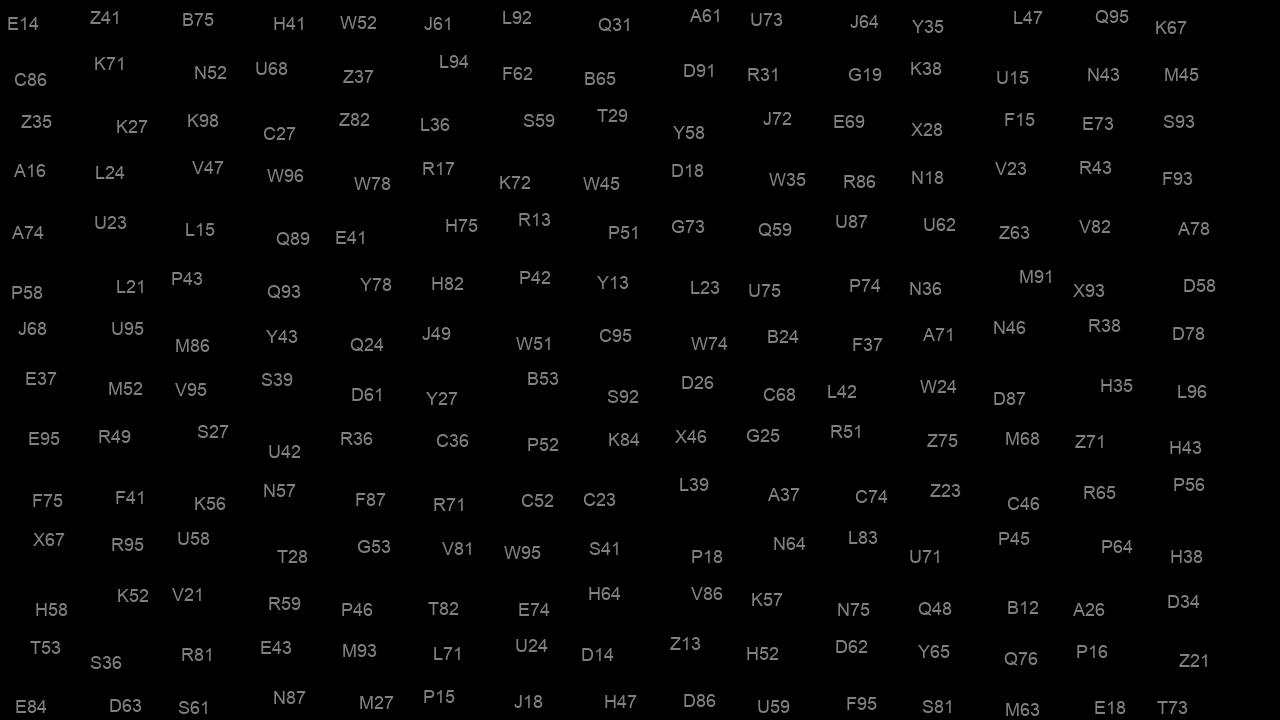 E14 Z41 B75 H41 W52 J61 L92 Q31 A61 U73 J64 Y35 L47 Q95 K67
C86 K71 N52 U68 Z37 L94 F62 B65 D91 R31 G19 K38 U15 N43 M45
Z35 K27 K98 C27 Z82 L36 S59 T29 Y58 J72 E69 X28 F15 E73 S93
A16 L24 V47 W96 W78 R17 K72 W45 D18 W35 R86 N18 V23 R43 F93
A74 U23 L15 Q89 E41 H75 R13 P51 G73 Q59 U87 U62 Z63 V82 A78
P58 L21 P43 Q93 Y78 H82 P42 Y13 L23 U75 P74 N36 M91 X93 D58
J68 U95 M86 Y43 Q24 J49 W51 C95 W74 B24 F37 A71 N46 R38 D78
E37 M52 V95 S39 D61 Y27 B53 S92 D26 C68 L42 W24 D87 H35 L96
E95 R49 S27 U42 R36 C36 P52 K84 X46 G25 R51 Z75 M68 Z71 H43
F75 F41 K56 N57 F87 R71 C52 C23 L39 A37 C74 Z23 C46 R65 P56
X67 R95 U58 T28 G53 V81 W95 S41 P18 N64 L83 U71 P45 P64 H38
H58 K52 V21 R59 P46 T82 E74 H64 V86 K57 N75 Q48 B12 A26 D34
T53 S36 R81 E43 M93 L71 U24 D14 Z13 H52 D62 Y65 Q76 P16 Z21
E84 D63 S61 N87 M27 P15 J18 H47 D86 U59 F95 S81 M63 E18 T73